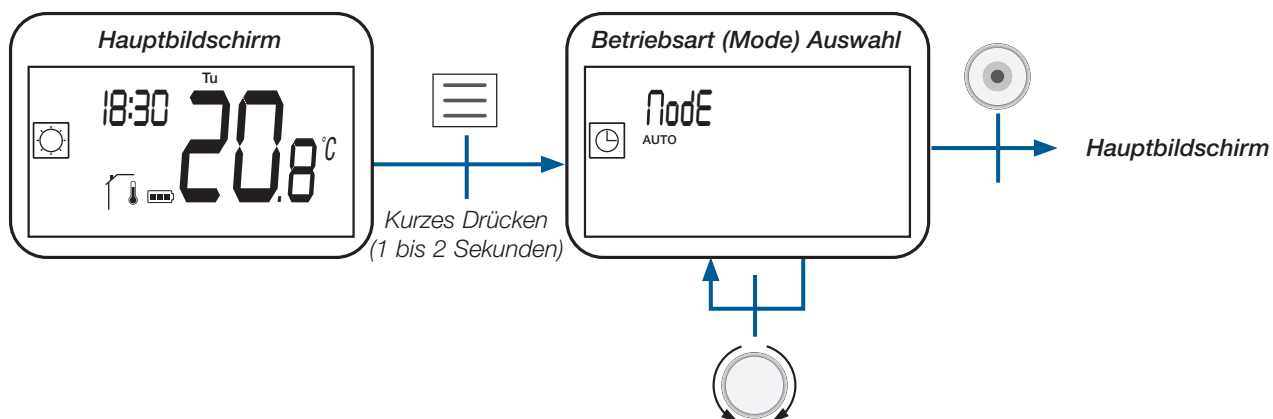 Hauptbildschirm
Tu
18:30
20.8 °C
Kurzes Drücken
(1 bis 2 Sekunden)
Betriebsart (Mode) Auswahl
ModE
AUTO
Hauptbildschirm